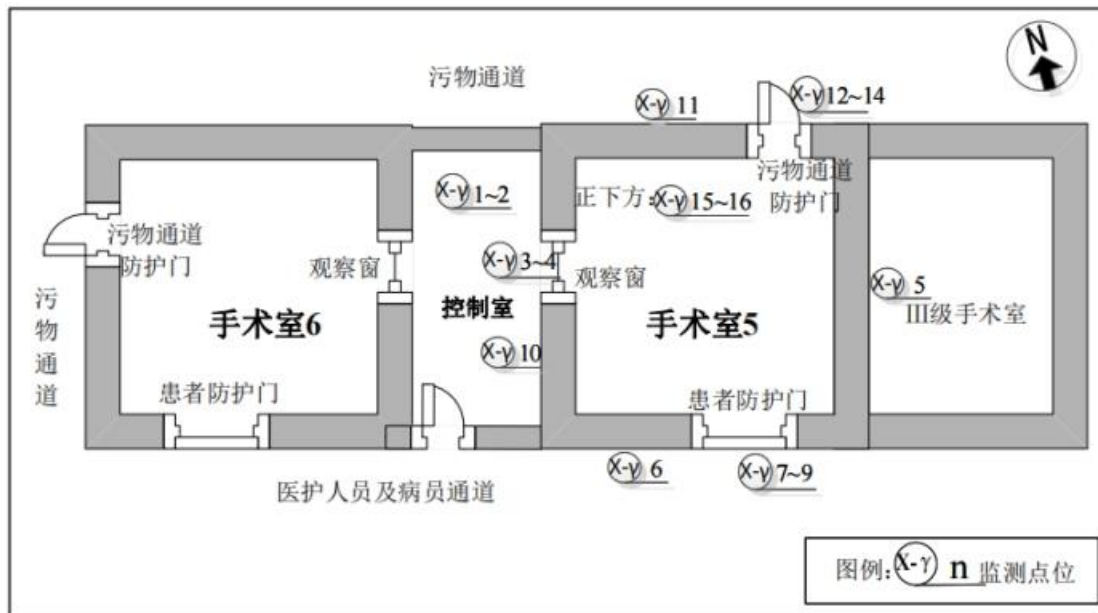 N
污物通道
X-γ 11
X-γ 12~14
污物通道
防护门
X-γ 1~2
正下方:X-γ 15~16
污物通道
防护门
观察窗
X-γ 3~4
观察窗
X-γ 5
污物通道
手术室6
控制室
手术室5
III级手术室
X-γ 10
患者防护门
患者防护门
X-γ 6
X-γ 7~9
医护人员及病员通道
图例:X-γ n 监测点位